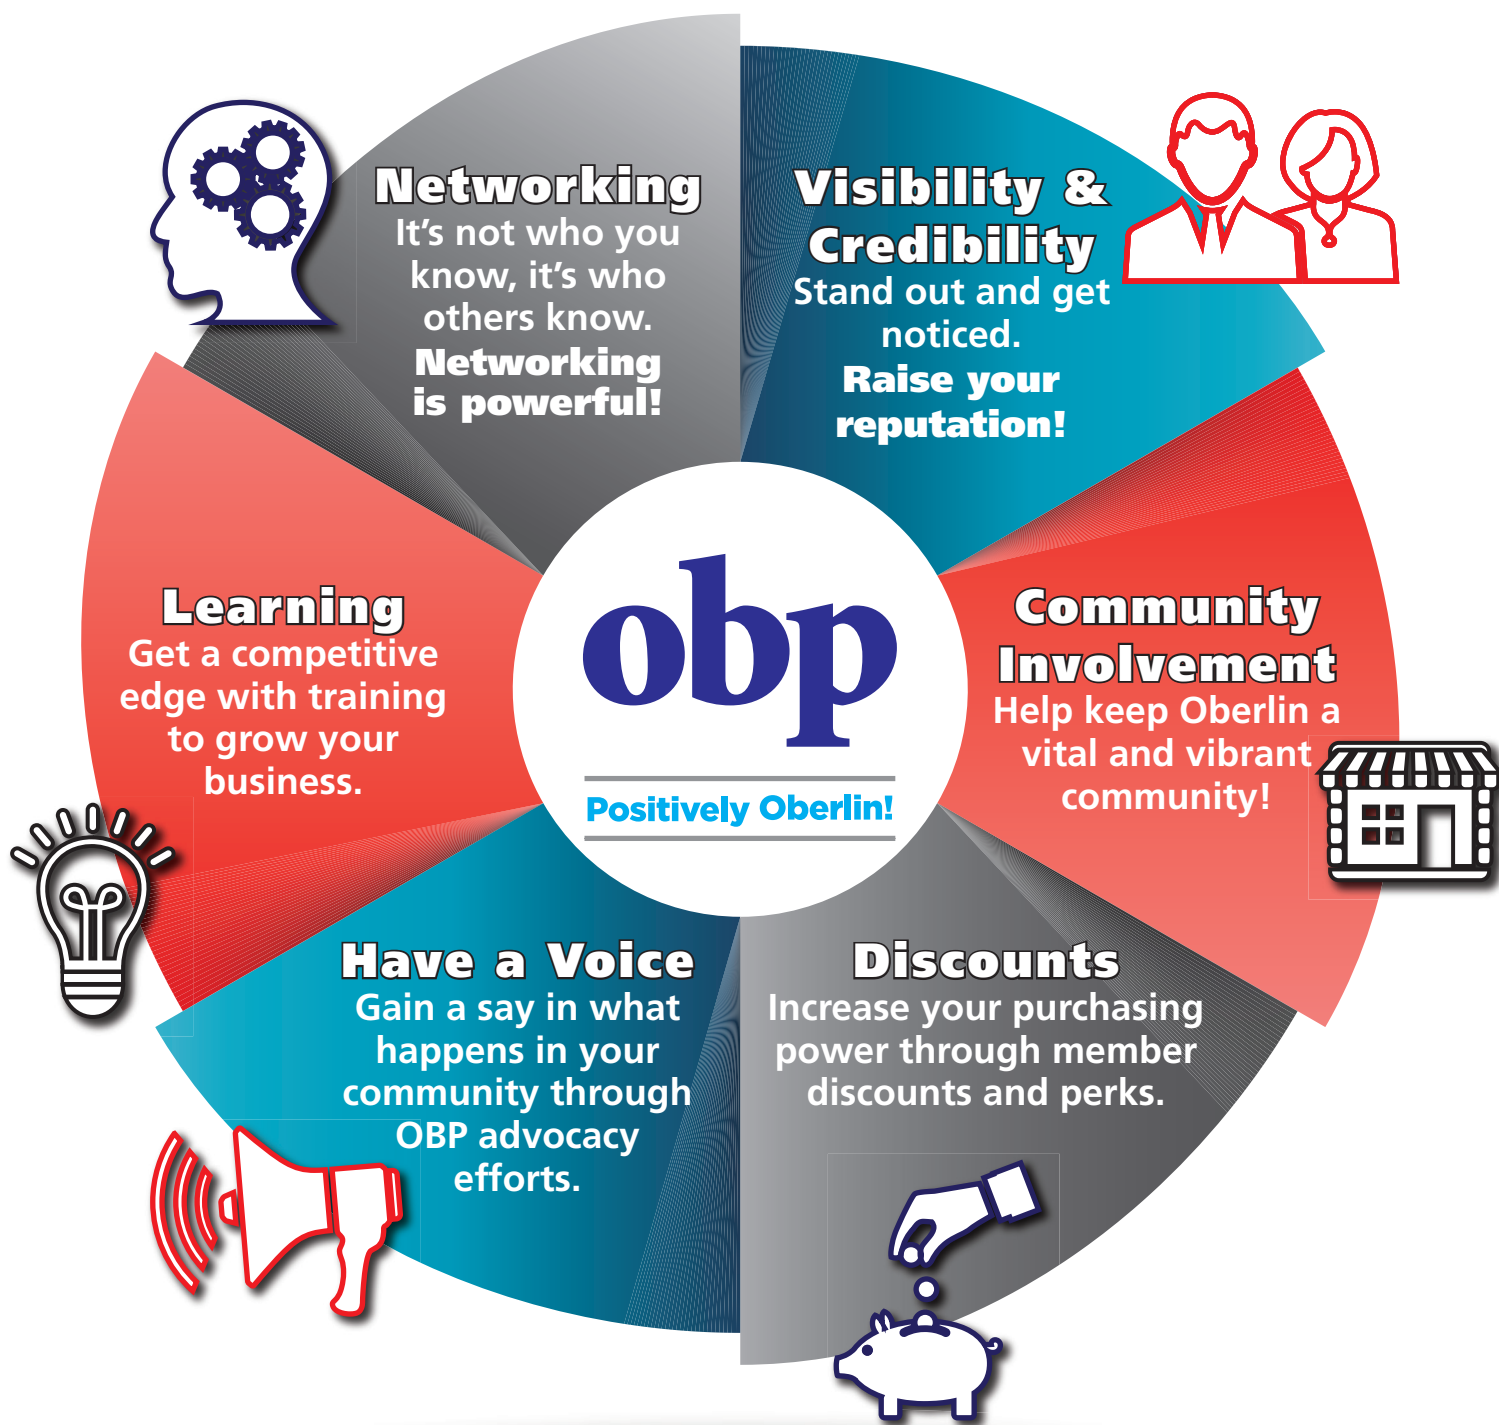 Networking
It's not who you
know, it's who
others know.
Networking
is powerful!
Visibility &
Credibility
Stand out and get
noticed.
Raise your
reputation!
Community
Involvement
Help keep Oberlin a
vital and vibrant
community!
Discounts
Increase your purchasing
power through member
discounts and perks.
Have a Voice
Gain a say in what
happens in your
community through
OBP advocacy
efforts.
Learning
Get a competitive
edge with training
to grow your
business.
obp
Positively Oberlin!